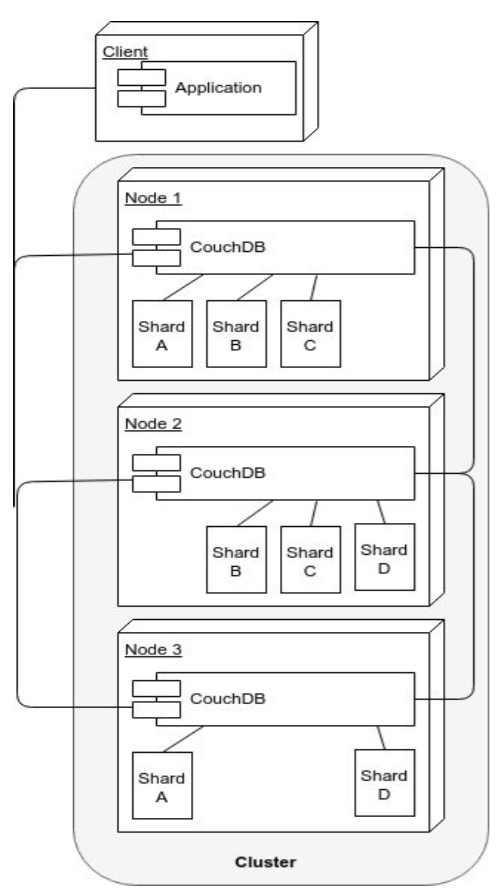 Client
Application
Node 1
CouchDB
Shard
A
Shard
B
Shard
C
Node 2
CouchDB
Shard
B
Shard
C
Shard
D
Node 3
CouchDB
Shard
A
Shard
D
Cluster